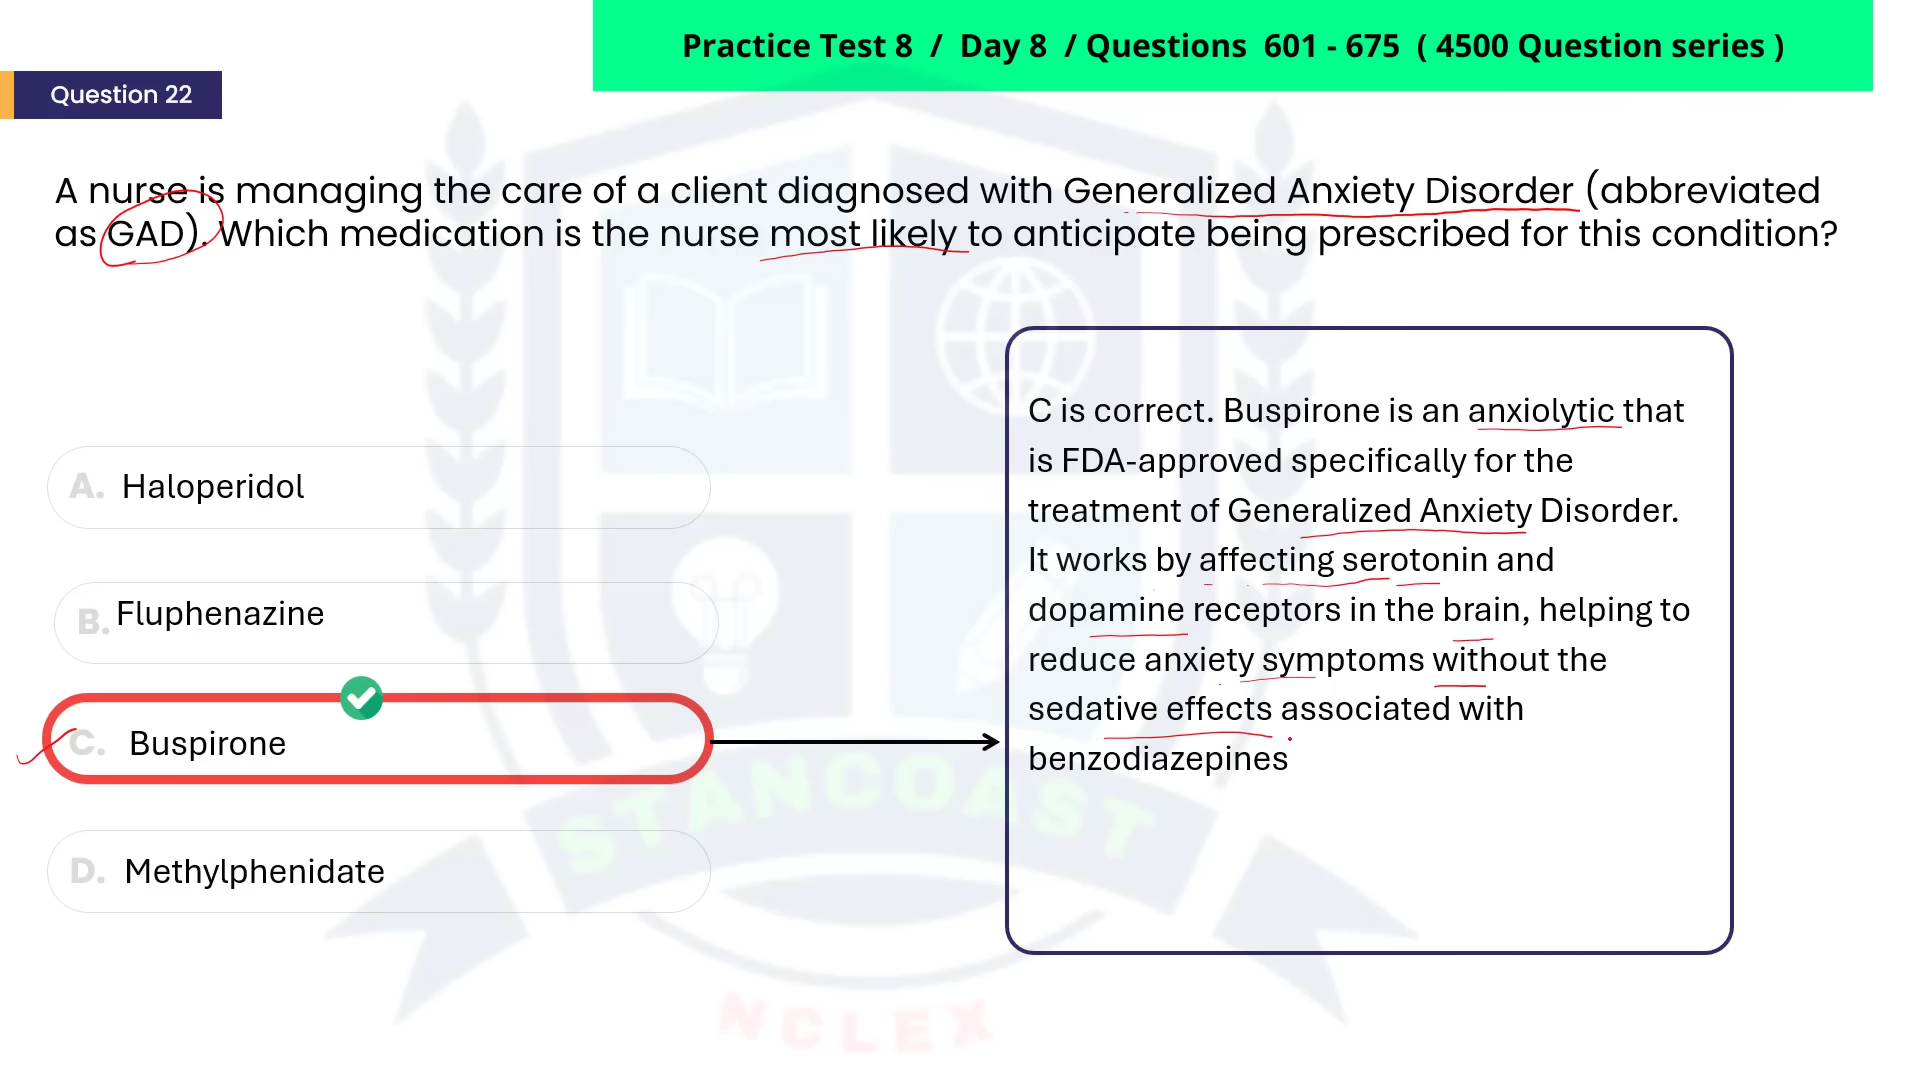 Practice Test 8 / Day 8 / Questions 601 - 675 ( 4500 Question series )
Question 22
A nurse is managing the care of a client diagnosed with Generalized Anxiety Disorder (abbreviated
as GAD). Which medication is the nurse most likely to anticipate being prescribed for this condition?
A. Haloperidol
B. Fluphenazine
C. Buspirone
D. Methylphenidate
C is correct. Buspirone is an anxiolytic that
is FDA-approved specifically for the
treatment of Generalized Anxiety Disorder.
It works by affecting serotonin and
dopamine receptors in the brain, helping to
reduce anxiety symptoms without the
sedative effects associated with
benzodiazepines
STANCOAST
NCLEX